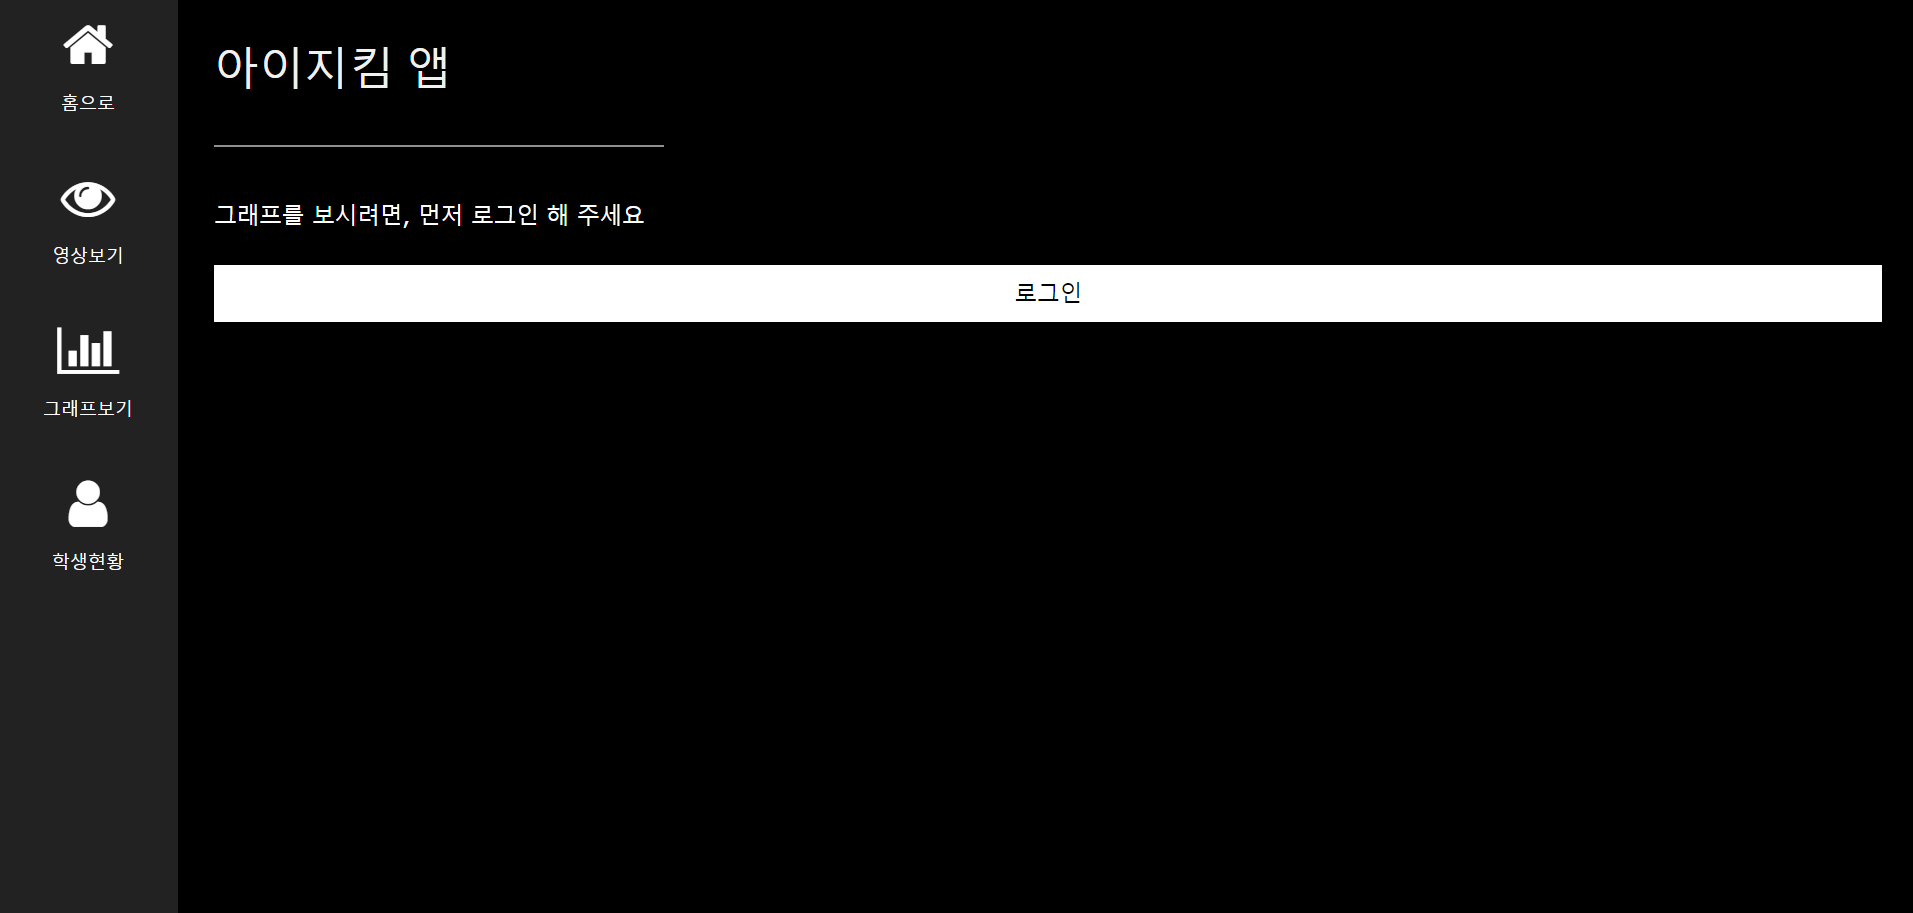 홈으로
영상보기
그래프보기
학생현황
아이지킴 앱
그래프를 보시려면, 먼저 로그인 해 주세요
로그인